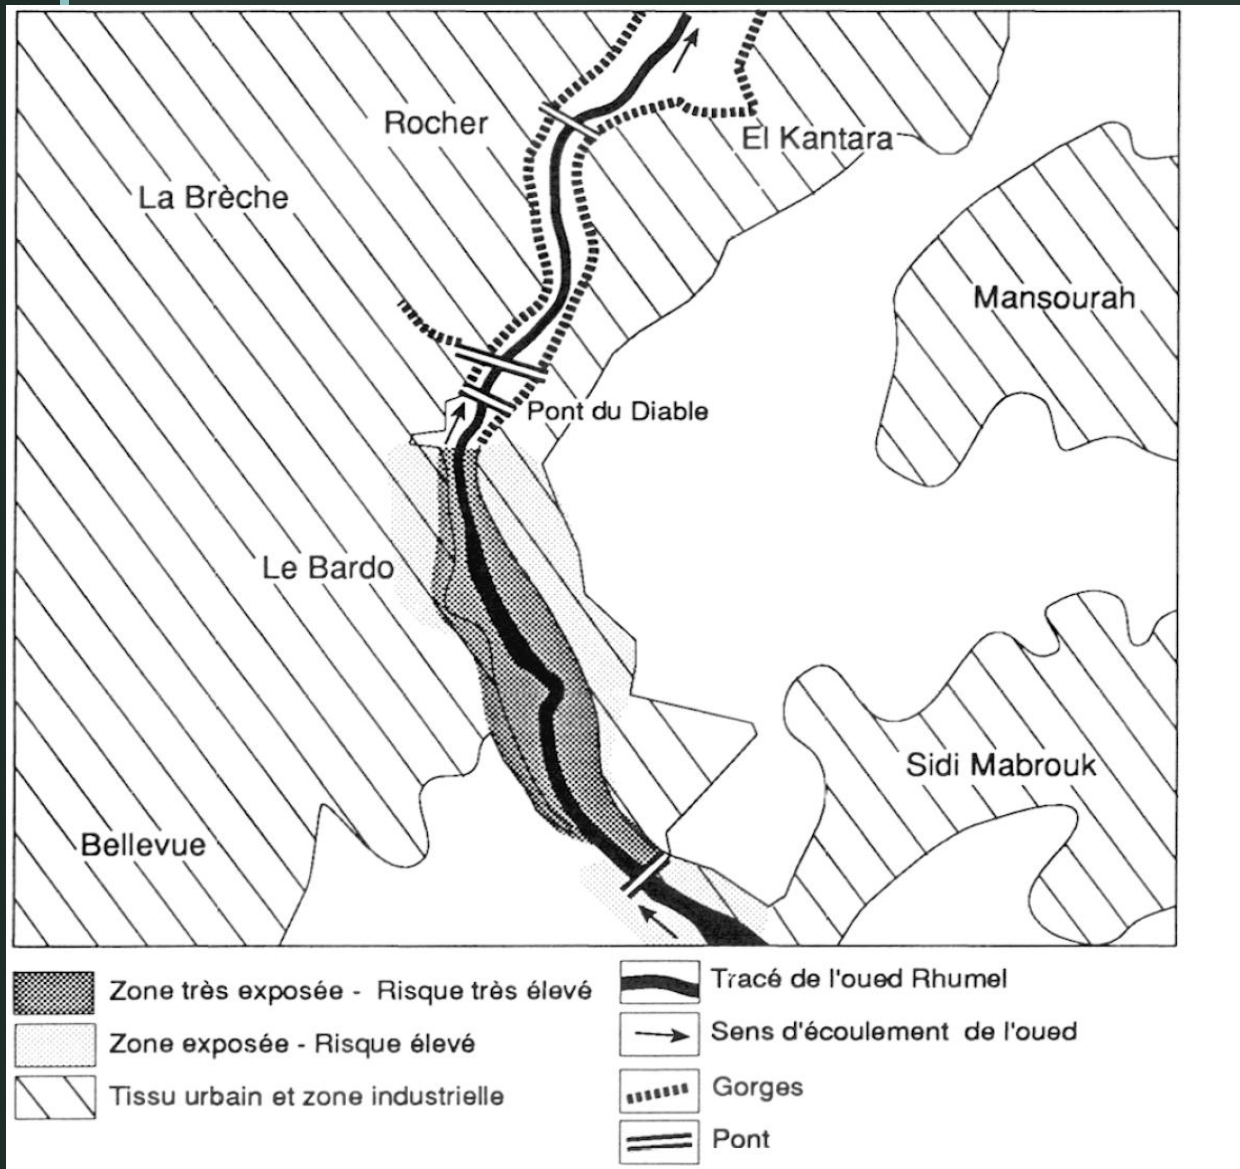 Rocher
El Kantara
La Brèche
Mansourah
Pont du Diable
Le Bardo
Sidi Mabrouk
Bellevue
Zone très exposée - Risque très élevé
Zone exposée - Risque élevé
Tissu urbain et zone industrielle
Tracé de l'oued Rhumel
Sens d'écoulement de l'oued
Gorges
Pont